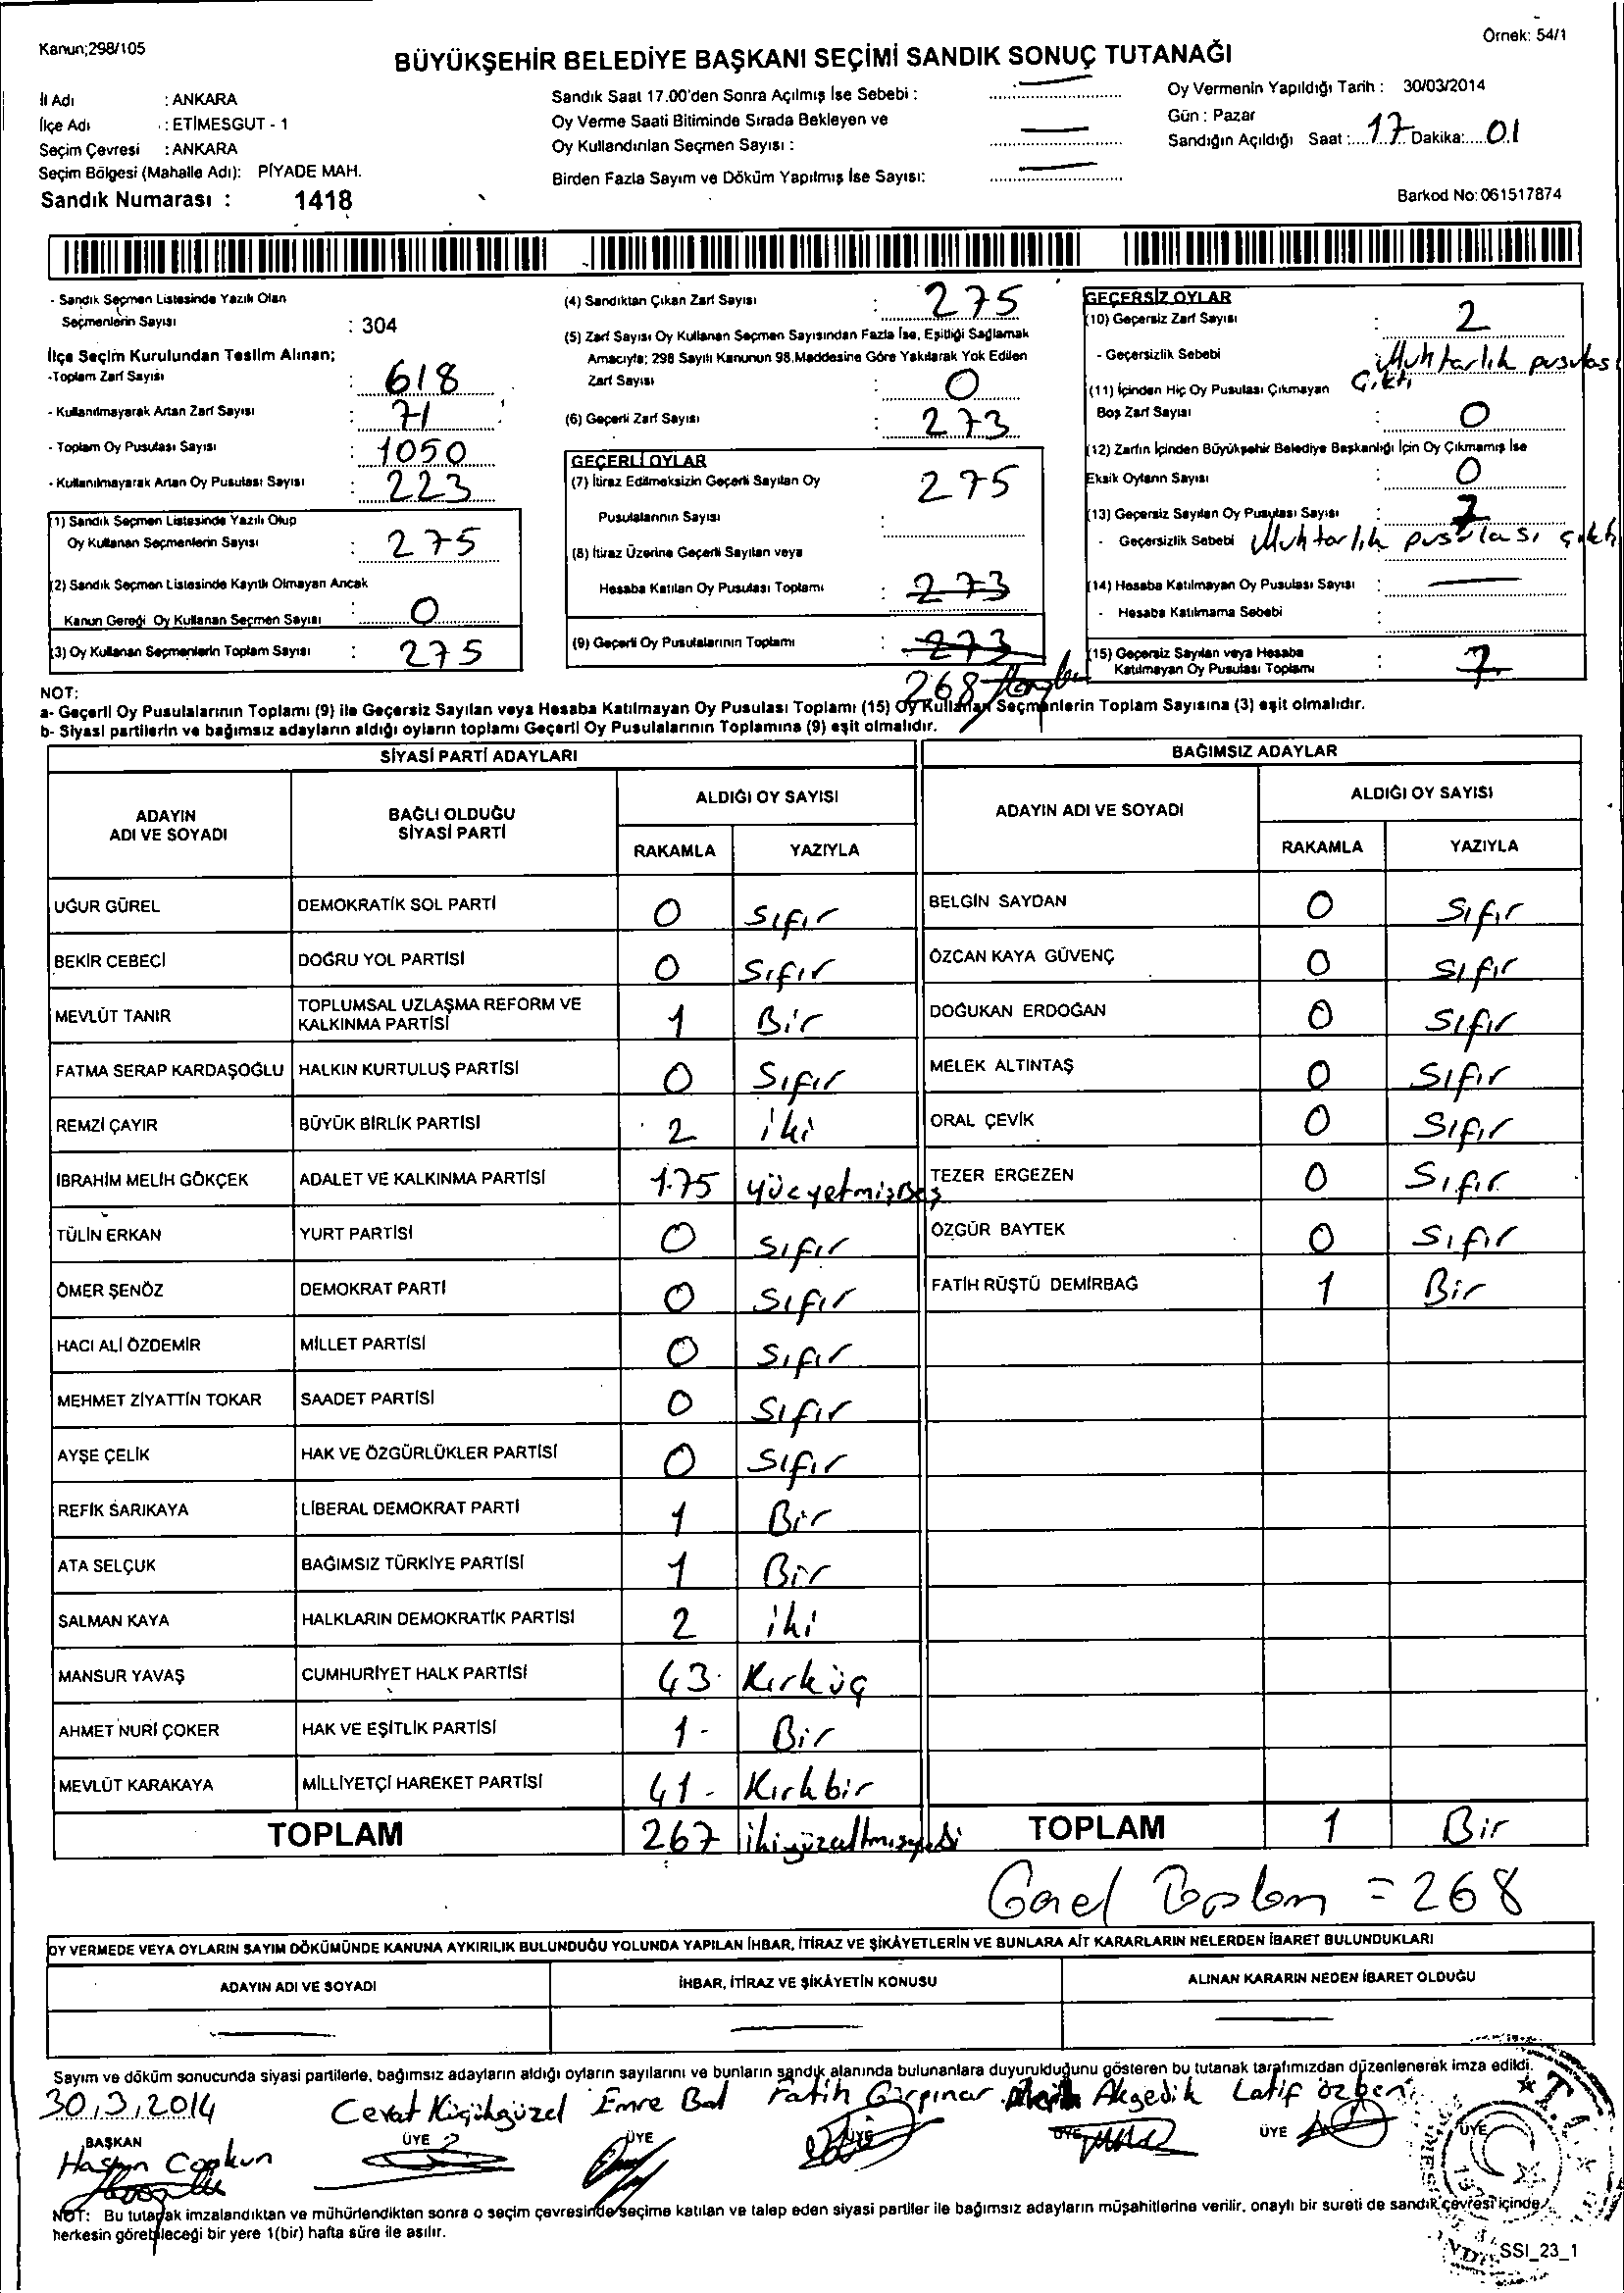 Kanun;298/105
Örnek: 54/1
BÜYÜKŞEHİR BELEDİYE BAŞKANI SEÇİMİ SANDIK SONUÇ TUTANAĞI
İl Adı : ANKARA
İlçe Adı : ETİMESGUT - 1
Seçim Çevresi : ANKARA
Seçim Bölgesi (Mahalle Adı): PİYADE MAH.
Sandık Numarası : 1418
Sandık Saat 17.00'den Sonra Açılmış İse Sebebi :
Oy Verme Saati Bitiminde Sırada Bekleyen ve
Oy Kullandırılan Seçmen Sayısı :
Birden Fazla Sayım ve Döküm Yapılmış İse Sayısı:
Oy Vermenin Yapıldığı Tarih : 30/03/2014
Gün : Pazar
Sandığın Açıldığı Saat :.....17 Dakika:.....01
Barkod No:061517874
- Sandık Seçmen Listesinde Yazılı Olan
Seçmenlerin Sayısı : 304
İlçe Seçim Kurulundan Teslim Alınan;
-Toplam Zarf Sayısı : 618
- Kullanılmayarak Artan Zarf Sayısı : 71
- Toplam Oy Pusulası Sayısı : 1050
- Kullanılmayarak Artan Oy Pusulası Sayısı : 223
(1) Sandık Seçmen Listesinde Yazılı Olup
Oy Kullanan Seçmenlerin Sayısı : 275
(2) Sandık Seçmen Listesinde Kayıtlı Olmayan Ancak
Kanun Gereği Oy Kullanan Seçmen Sayısı : 0
(3) Oy Kullanan Seçmenlerin Toplam Sayısı : 275
(4) Sandıktan Çıkan Zarf Sayısı : 275
(5) Zarf Sayısı Oy Kullanan Seçmen Sayısından Fazla İse, Eşitliği Sağlamak
Amacıyla; 298 Sayılı Kanunun 98.Maddesine Göre Yakılarak Yok Edilen
Zarf Sayısı : 0
(6) Geçerli Zarf Sayısı : 273
GEÇERLİ OYLAR
(7) İtiraz Edilmeksizin Geçerli Sayılan Oy 275
Pusulalarının Sayısı :
(8) İtiraz Üzerine Geçerli Sayılan veya
Hesaba Katılan Oy Pusulası Toplamı : 273
(9) Geçerli Oy Pusulalarının Toplamı : 273
268
GEÇERSİZ OYLAR
(10) Geçersiz Zarf Sayısı : 2
- Geçersizlik Sebebi : Muhtarlık pusulası
Çıktı
(11) İçinden Hiç Oy Pusulası Çıkmayan
Boş Zarf Sayısı : 0
(12) Zarfın İçinden Büyükşehir Belediye Başkanlığı İçin Oy Çıkmamış İse
Eksik Oyların Sayısı : 0
(13) Geçersiz Sayılan Oy Pusulası Sayısı : 7
- Geçersizlik Sebebi Muhtarlık pusulası çıktı
(14) Hesaba Katılmayan Oy Pusulası Sayısı :
- Hesaba Katılmama Sebebi :
(15) Geçersiz Sayılan veya Hesaba
Katılmayan Oy Pusulası Toplamı : 7
NOT:
a- Geçerli Oy Pusulalarının Toplamı (9) ile Geçersiz Sayılan veya Hesaba Katılmayan Oy Pusulası Toplamı (15) Oy Kullanan Seçmenlerin Toplam Sayısına (3) eşit olmalıdır.
b- Siyasi partilerin ve bağımsız adayların aldığı oyların toplamı Geçerli Oy Pusulalarının Toplamına (9) eşit olmalıdır.
SİYASİ PARTİ ADAYLARI BAĞIMSIZ ADAYLAR
ADAYIN ADI VE SOYADI BAĞLI OLDUĞU SİYASİ PARTİ ALDIĞI OY SAYISI ADAYIN ADI VE SOYADI ALDIĞI OY SAYISI
RAKAMLA YAZIYLA RAKAMLA YAZIYLA
UĞUR GÜREL DEMOKRATİK SOL PARTİ 0 Sıfır BELGİN SAYDAN 0 Sıfır
BEKİR CEBECİ DOĞRU YOL PARTİSİ 0 Sıfır ÖZCAN KAYA GÜVENÇ 0 Sıfır
MEVLÜT TANIR TOPLUMSAL UZLAŞMA REFORM VE KALKINMA PARTİSİ 1 Bir DOĞUKAN ERDOĞAN 0 Sıfır
FATMA SERAP KARDAŞOĞLU HALKIN KURTULUŞ PARTİSİ 0 Sıfır MELEK ALTINTAŞ 0 Sıfır
REMZİ ÇAYIR BÜYÜK BİRLİK PARTİSİ 2 iki ORAL ÇEVİK 0 Sıfır
İBRAHİM MELİH GÖKÇEK ADALET VE KALKINMA PARTİSİ 175 yücyetmişBeş TEZER ERGEZEN 0 Sıfır
TÜLİN ERKAN YURT PARTİSİ 0 Sıfır ÖZGÜR BAYTEK 0 Sıfır
ÖMER ŞENÖZ DEMOKRAT PARTİ 0 Sıfır FATİH RÜŞTÜ DEMİRBAĞ 1 Bir
HACI ALİ ÖZDEMİR MİLLET PARTİSİ 0 Sıfır
MEHMET ZİYATTİN TOKAR SAADET PARTİSİ 0 Sıfır
AYŞE ÇELİK HAK VE ÖZGÜRLÜKLER PARTİSİ 0 Sıfır
REFİK SARIKAYA LİBERAL DEMOKRAT PARTİ 1 Bir
ATA SELÇUK BAĞIMSIZ TÜRKİYE PARTİSİ 1 Bir
SALMAN KAYA HALKLARIN DEMOKRATİK PARTİSİ 2 iki
MANSUR YAVAŞ CUMHURİYET HALK PARTİSİ 43 Kırküç
AHMET NURİ ÇOKER HAK VE EŞİTLİK PARTİSİ 1- Bir
MEVLÜT KARAKAYA MİLLİYETÇİ HAREKET PARTİSİ 41- Kırkbir
TOPLAM 267 ikiyüzaltmışyedi TOPLAM 1 Bir
Genel Toplam = 268
OY VERMEDE VEYA OYLARIN SAYIM DÖKÜMÜNDE KANUNA AYKIRILIK BULUNDUĞU YOLUNDA YAPILAN İHBAR, İTİRAZ VE ŞİKÂYETLERİN VE BUNLARA AİT KARARLARIN NELERDEN İBARET BULUNDUKLARI
ADAYIN ADI VE SOYADI İHBAR, İTİRAZ VE ŞİKÂYETİN KONUSU ALINAN KARARIN NEDEN İBARET OLDUĞU
Sayım ve döküm sonucunda siyasi partilerle, bağımsız adayların aldığı oyların sayılarını ve bunların sandık alanında bulunanlara duyurulduğunu gösteren bu tutanak tarafımızdan düzenlenerek imza edildi.
30.3.2014 Cevat Küçükgüzel Emre Bal Fatih Gırpınar Akgedik Latif özben
BAŞKAN ÜYE ÜYE ÜYE ÜYE ÜYE ÜYE
Hasan Coşkun
NOT: Bu tutanak imzalandıktan ve mühürlendikten sonra o seçim çevresinde seçime katılan ve talep eden siyasi partiler ile bağımsız adayların müşahitlerine verilir, onaylı bir sureti de sandık çevresi içinde
herkesin görebileceği bir yere 1(bir) hafta süre ile asılır.
SSI_23_1